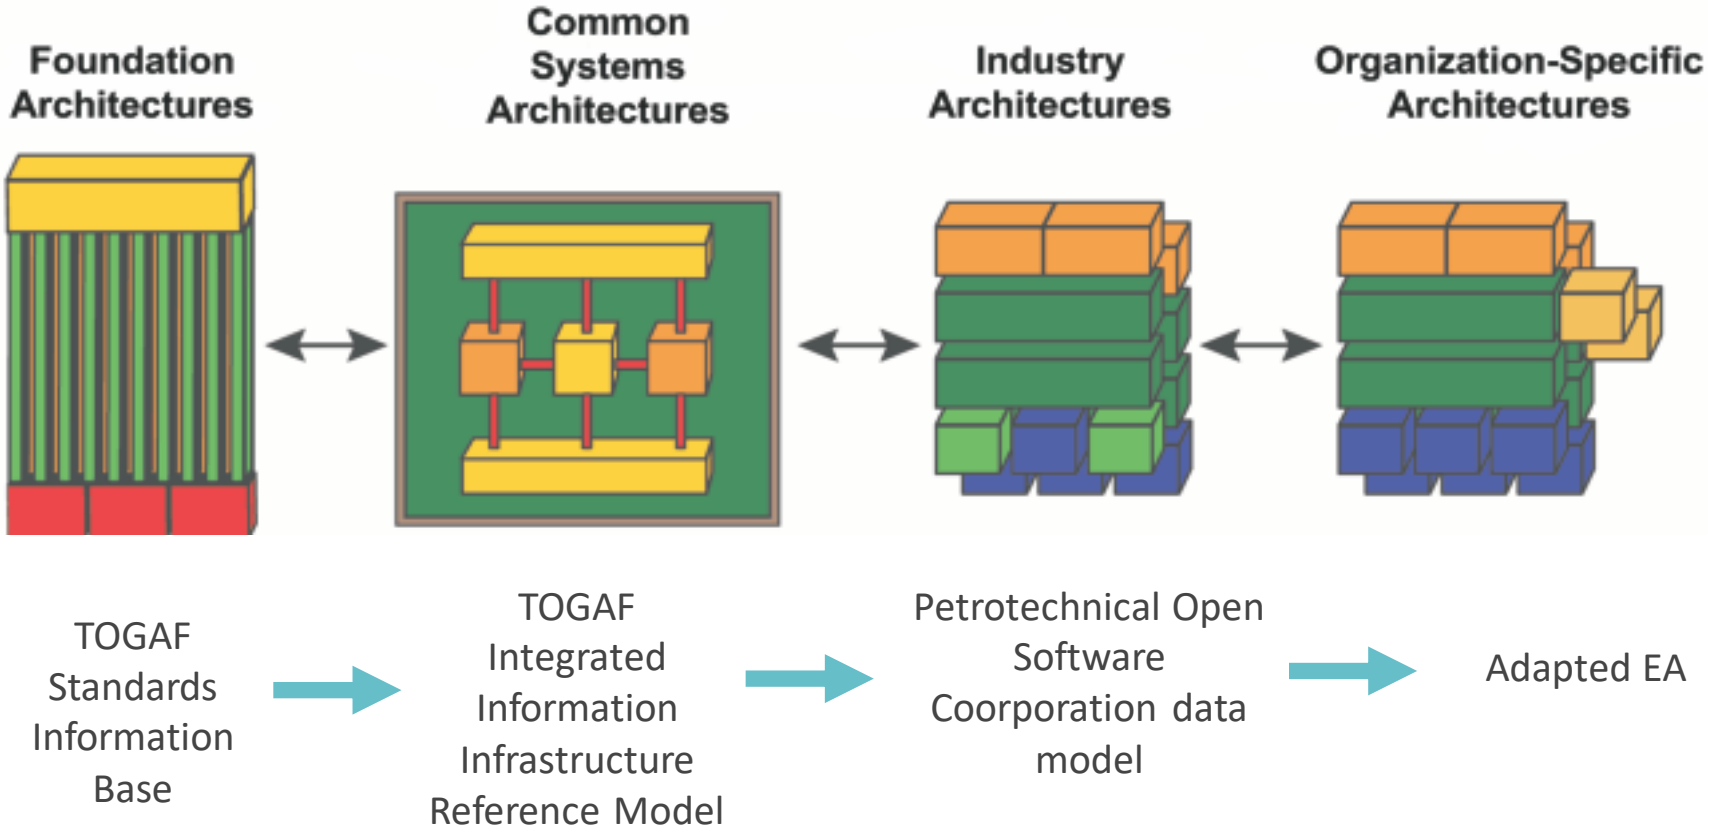 Foundation
Architectures
Common
Systems
Architectures
Industry
Architectures
Organization-Specific
Architectures
TOGAF
Standards
Information
Base
TOGAF
Integrated
Information
Infrastructure
Reference Model
Petrotechnical Open
Software
Coorporation data
model
Adapted EA